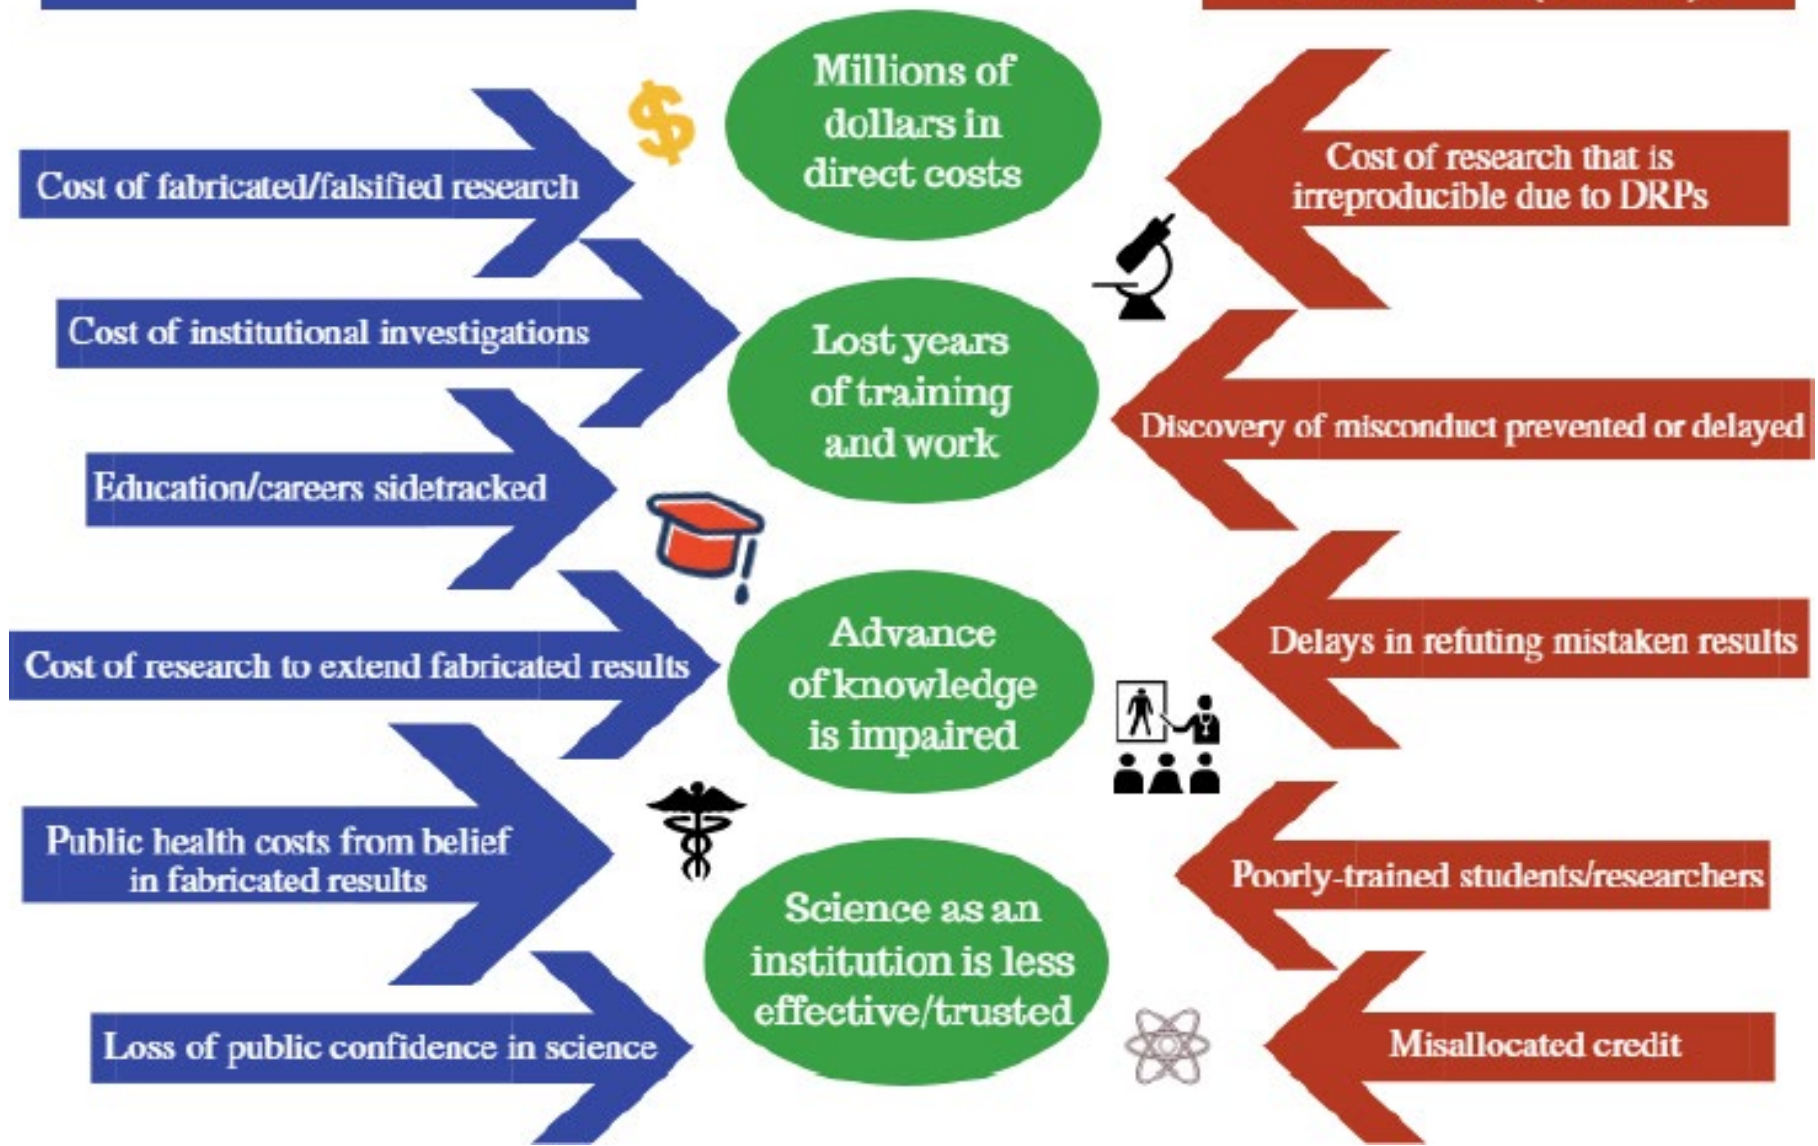 Millions of
dollars in
direct costs
Cost of fabricated/falsified research
Cost of research that is
irreproducible due to DRPs
Cost of institutional investigations
Lost years
of training
and work
Discovery of misconduct prevented or delayed
Education/careers sidetracked
Cost of research to extend fabricated results
Advance
of knowledge
is impaired
Delays in refuting mistaken results
Public health costs from belief
in fabricated results
Poorly-trained students/researchers
Science as an
institution is less
effective/trusted
Loss of public confidence in science
Misallocated credit